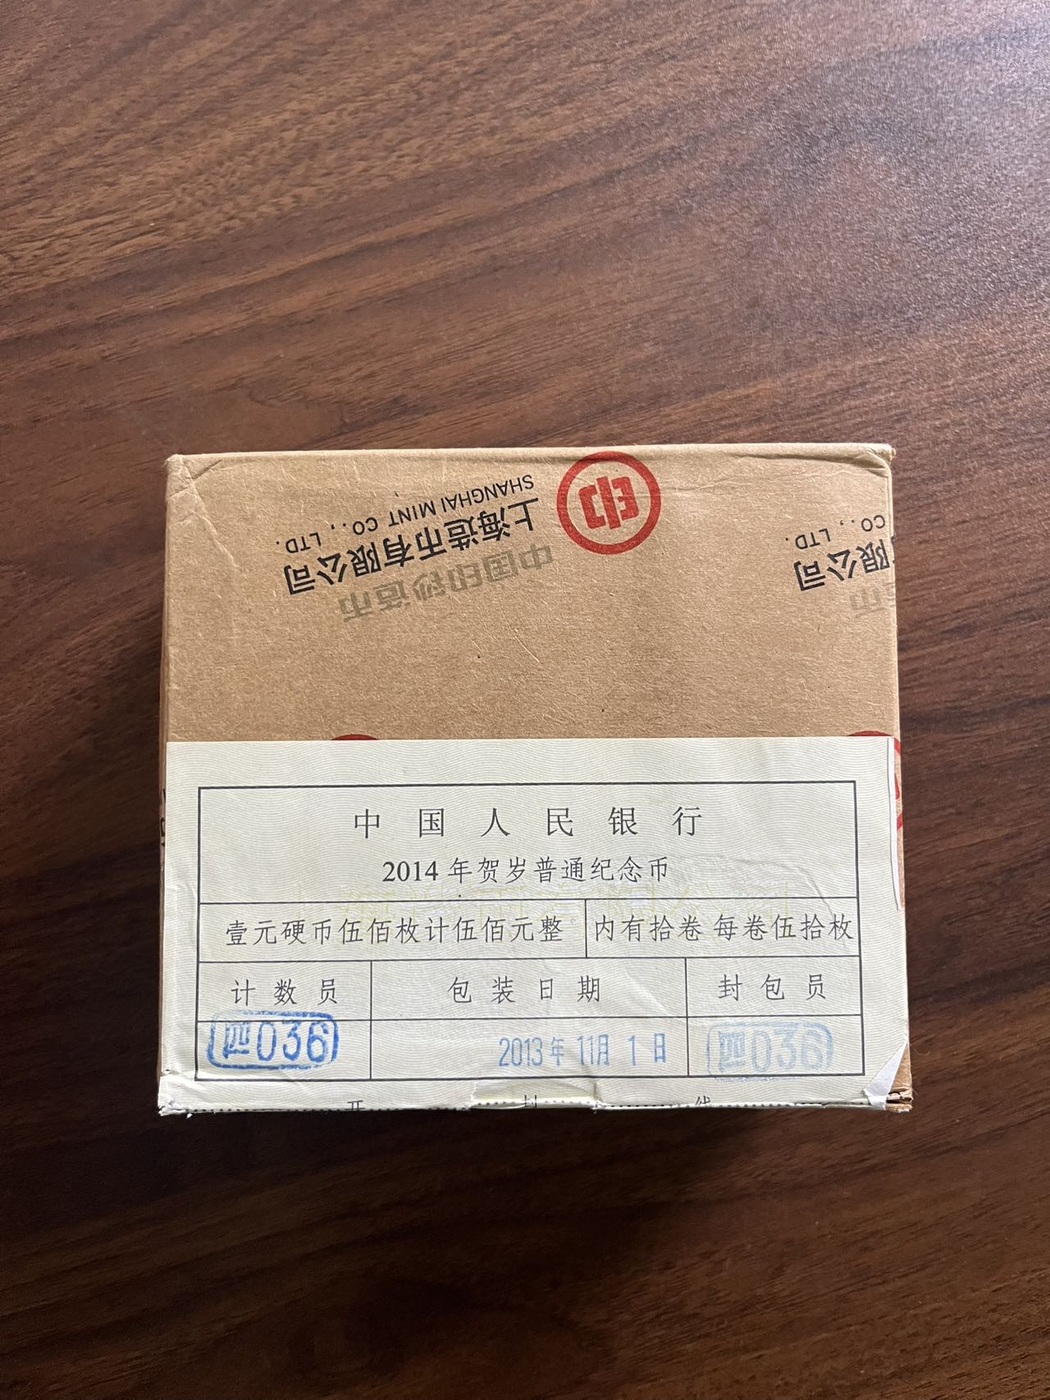 上海造币有限公司
SHANGHAI MINT CO., LTD.
中国印钞造币
限公司
CO., LTD.
中国人民银行
2014年贺岁普通纪念币
壹元硬币伍佰枚计伍佰元整 内有拾卷 每卷伍拾枚
计数员 包装日期 封包员
四036 2013年11月1日 四036
开 封 线